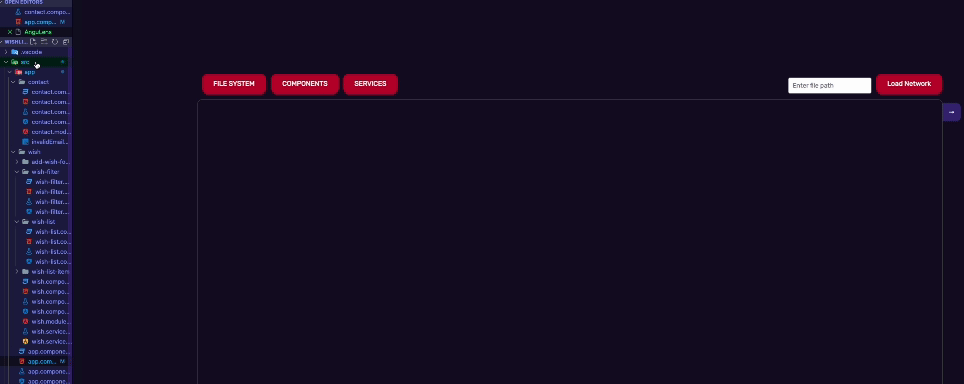 OPEN EDITORS
contact.compo...
app.comp... M
AnguLens
WISHLI...
.vscode
src
app
contact
contact.com...
contact.com...
contact.com...
contact.com...
contact.mod...
invalidEmail...
wish
add-wish-fo...
wish-filter
wish-filter....
wish-filter....
wish-filter....
wish-filter....
wish-list
wish-list.co...
wish-list.co...
wish-list.co...
wish-list.co...
wish-list-item
wish.compo...
wish.compo...
wish.compo...
wish.compo...
wish.module...
wish.service...
wish.service...
app.compone...
app.com... M
app.compone...
app.compone...
FILE SYSTEM COMPONENTS SERVICES Enter file path Load Network
→